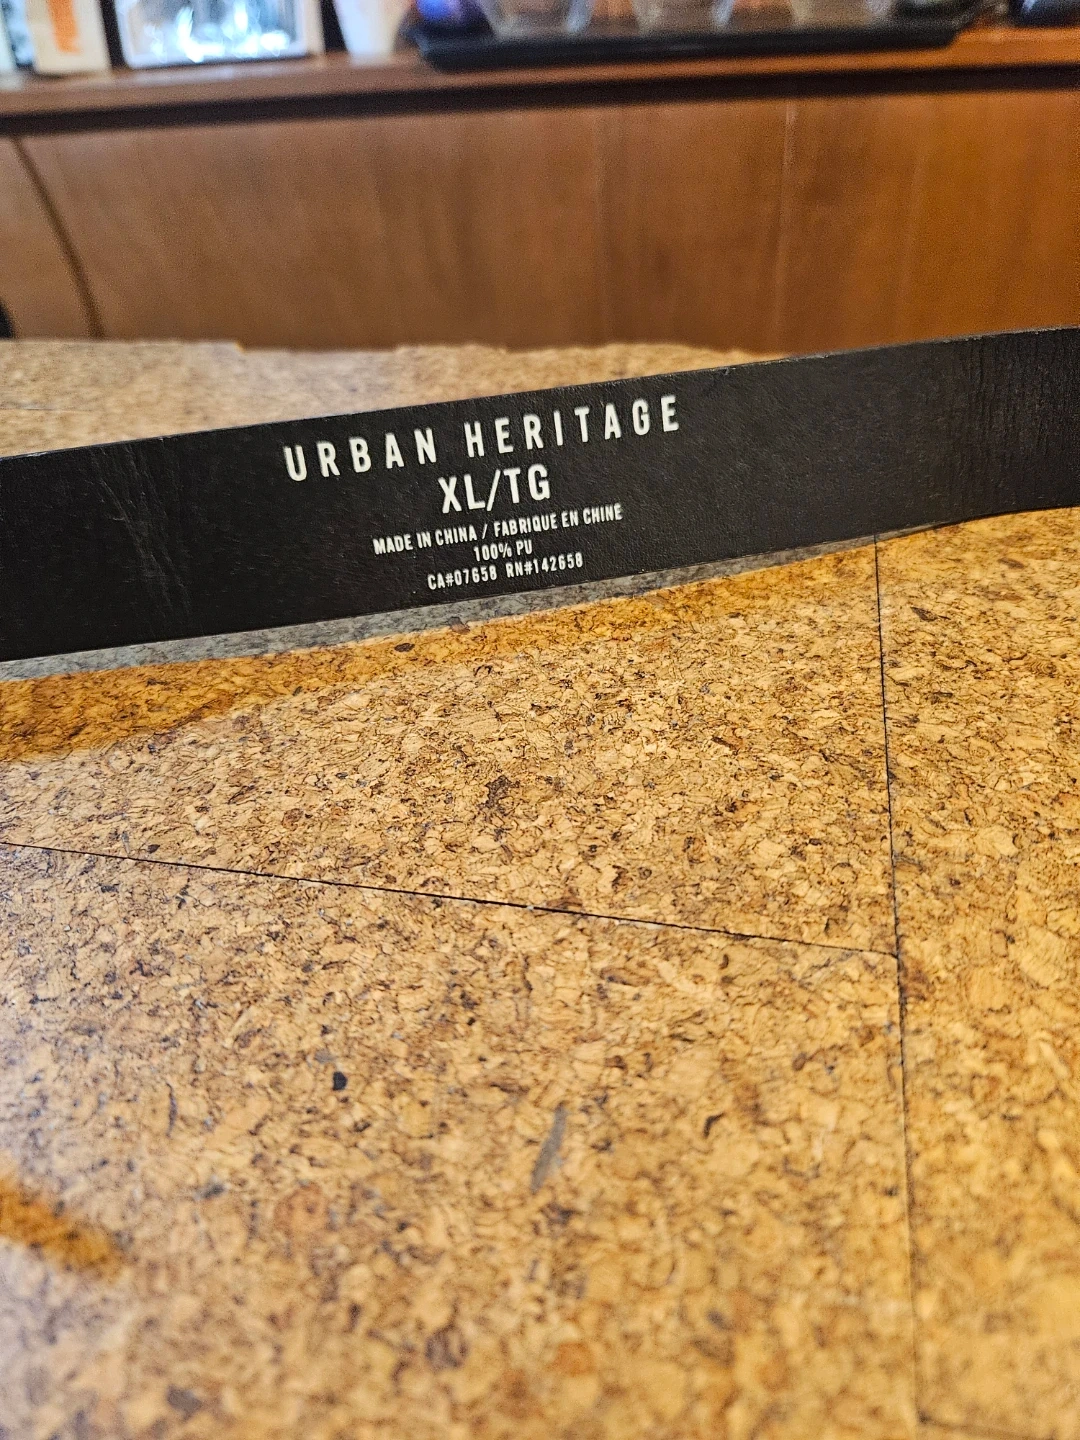 URBAN HERITAGE
XL/TG
MADE IN CHINA / FABRIQUE EN CHINE
100% PU
CA#07658 RN#142658